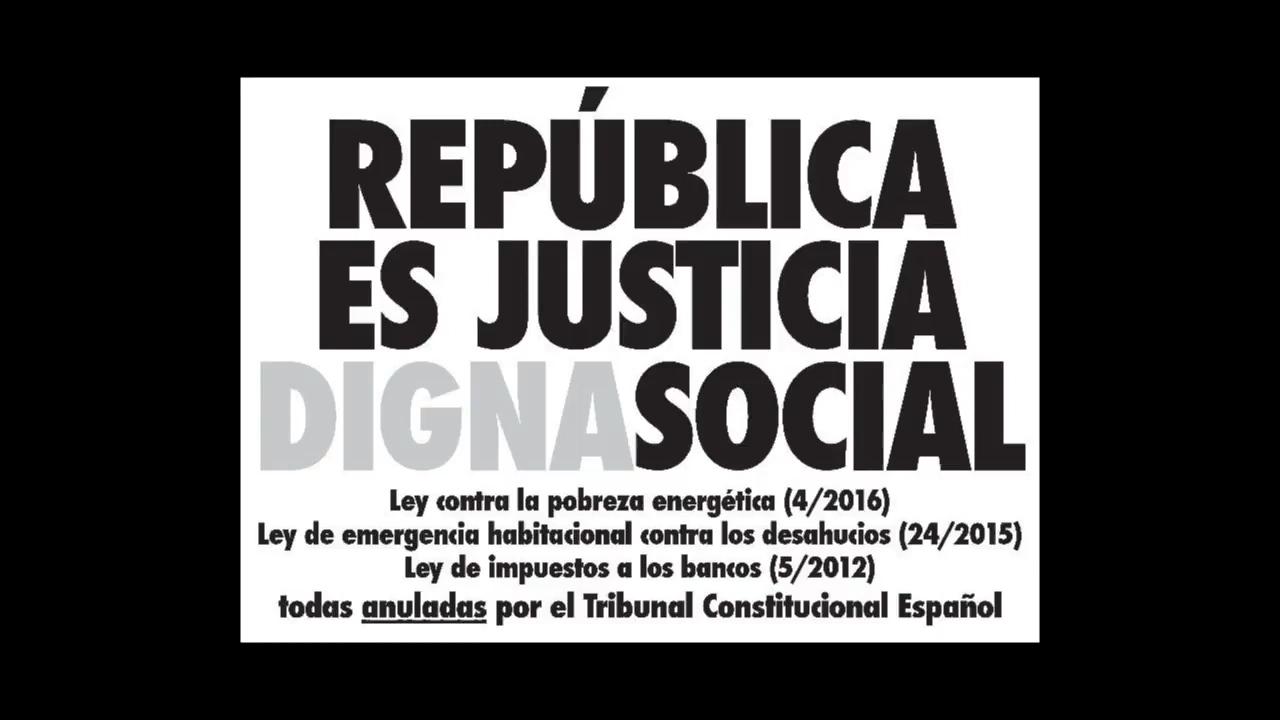 REPÚBLICA
ES JUSTICIA
DIGNASOCIAL
Ley contra la pobreza energética (4/2016)
Ley de emergencia habitacional contra los desahucios (24/2015)
Ley de impuestos a los bancos (5/2012)
todas anuladas por el Tribunal Constitucional Español